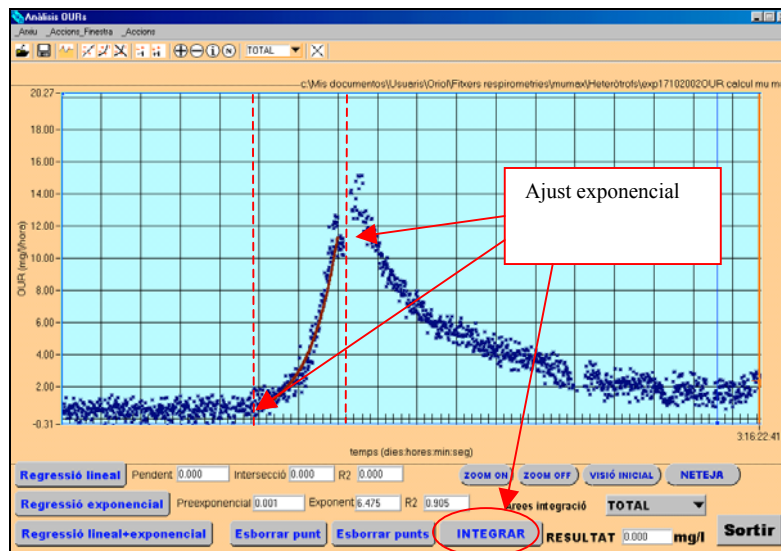 Anàlisis OURs
_Arxiu _Accions_Finestra _Accions
TOTAL
c:\Mis documentos\Usuaris\Oriol\Fitxers respirometries\mumax\Heteròtrofs\exp17102002OUR calcul mu m
20.27
18.00
16.00
14.00
12.00
10.00
8.00
6.00
4.00
2.00
-0.31
OUR (mg/l/hora)
Ajust exponencial
3:16:22:41
temps (dies:hores:min:seg)
Regressió lineal Pendent 0.000 Intersecció 0.000 R2 0.000 ZOOM ON ZOOM OFF VISIÓ INICIAL NETEJA
Regressió exponencial Preexponencial 0.001 Exponent 6.475 R2 0.905 Àrees integració TOTAL
Regressió lineal+exponencial Esborrar punt Esborrar punts INTEGRAR RESULTAT 0.000 mg/l Sortir